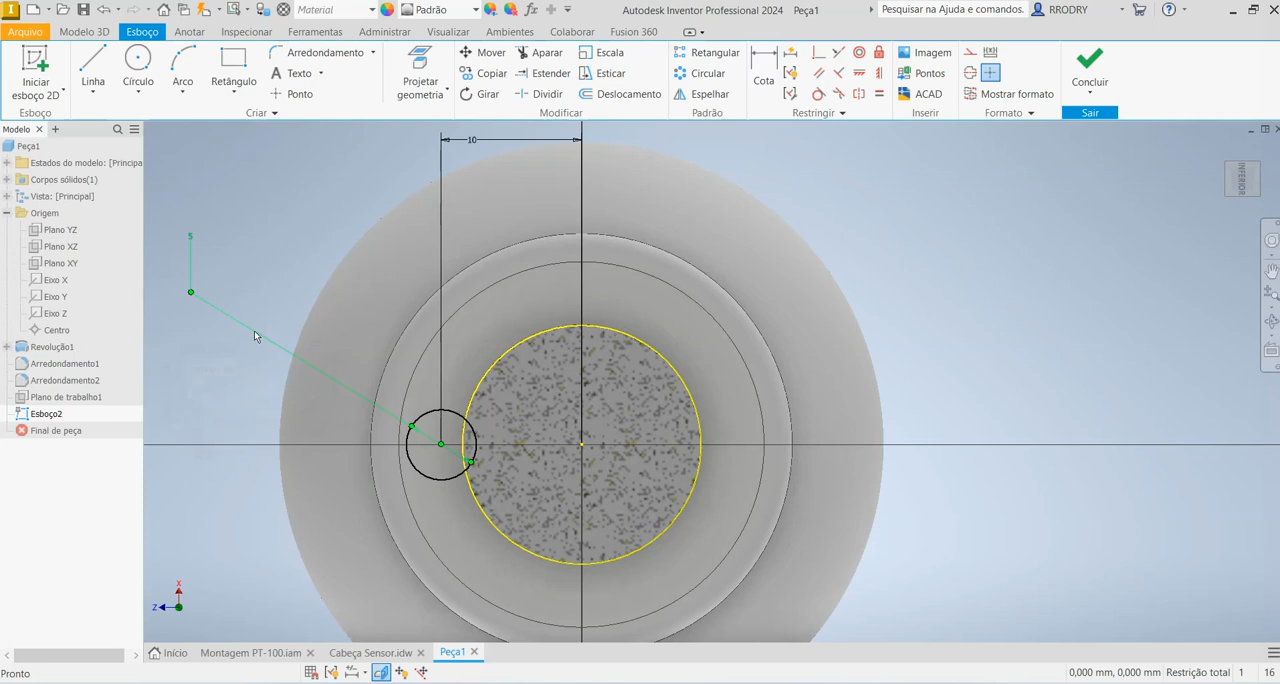 Material
Padrão
Autodesk Inventor Professional 2024
Peça1
Pesquisar na Ajuda e comandos.
RRODRY
Arquivo
Modelo 3D
Esboço
Anotar
Inspecionar
Ferramentas
Administrar
Visualizar
Ambientes
Colaborar
Fusion 360
Iniciar
esboço 2D
Linha
Círculo
Arco
Retângulo
Arredondamento
Texto
Ponto
Projetar
geometria
Mover
Copiar
Girar
Aparar
Estender
Dividir
Escala
Esticar
Deslocamento
Retangular
Circular
Espelhar
Cota
Imagem
Pontos
ACAD
Mostrar formato
Concluir
Esboço
Criar
Modificar
Padrão
Restringir
Inserir
Formato
Sair
Modelo
Peça1
Estados do modelo: [Principa
Corpos sólidos(1)
Vista: [Principal]
Origem
Plano YZ
Plano XZ
Plano XY
Eixo X
Eixo Y
Eixo Z
Centro
Revolução1
Arredondamento1
Arredondamento2
Plano de trabalho1
Esboço2
Final de peça
10
5
INFERIOR
X
Z
Início
Montagem PT-100.iam
Cabeça Sensor.idw
Peça1
Pronto
0,000 mm, 0,000 mm
Restrição total
1
16